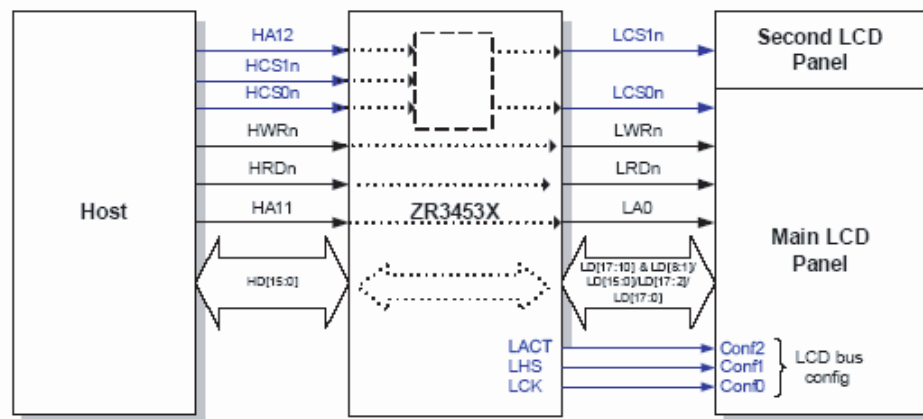 HA12
HCS1n
HCS0n
HWRn
HRDn
HA11
HD[15:0]
Host
ZR3453X
LCS1n
LCS0n
LWRn
LRDn
LA0
LD[17:10] & LD[8:1]/
LD[15:0]/LD[17:2]/
LD[17:0]
LACT
LHS
LCK
Second LCD
Panel
Main LCD
Panel
Conf2
Conf1
Conf0
LCD bus
config